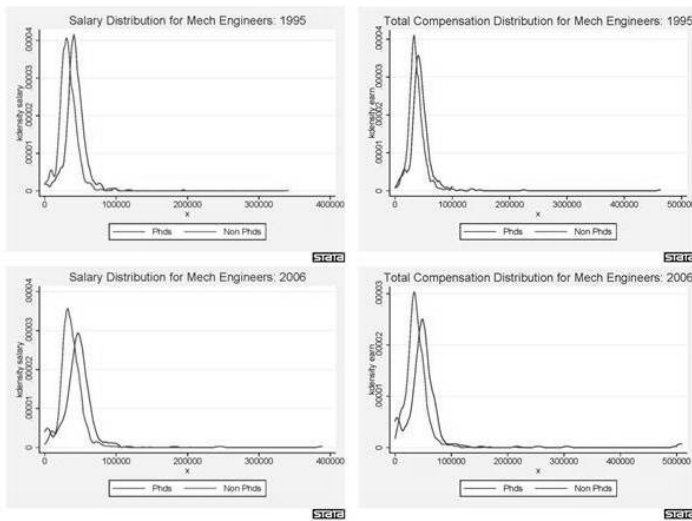 Salary Distribution for Mech Engineers: 1995
kdensity salary
0 .00001 .00002 .00003 .00004
0 100000 200000 300000 400000
x
Phds Non Phds
Stata
Total Compensation Distribution for Mech Engineers: 1995
kdensity earn
0 .00001 .00002 .00003 .00004
0 100000 200000 300000 400000 500000
x
Phds Non Phds
Stata
Salary Distribution for Mech Engineers: 2006
kdensity salary
0 .00001 .00002 .00003 .00004
0 100000 200000 300000 400000
x
Phds Non Phds
Stata
Total Compensation Distribution for Mech Engineers: 2006
kdensity earn
0 .00001 .00002 .00003
0 100000 200000 300000 400000 500000
x
Phds Non Phds
Stata